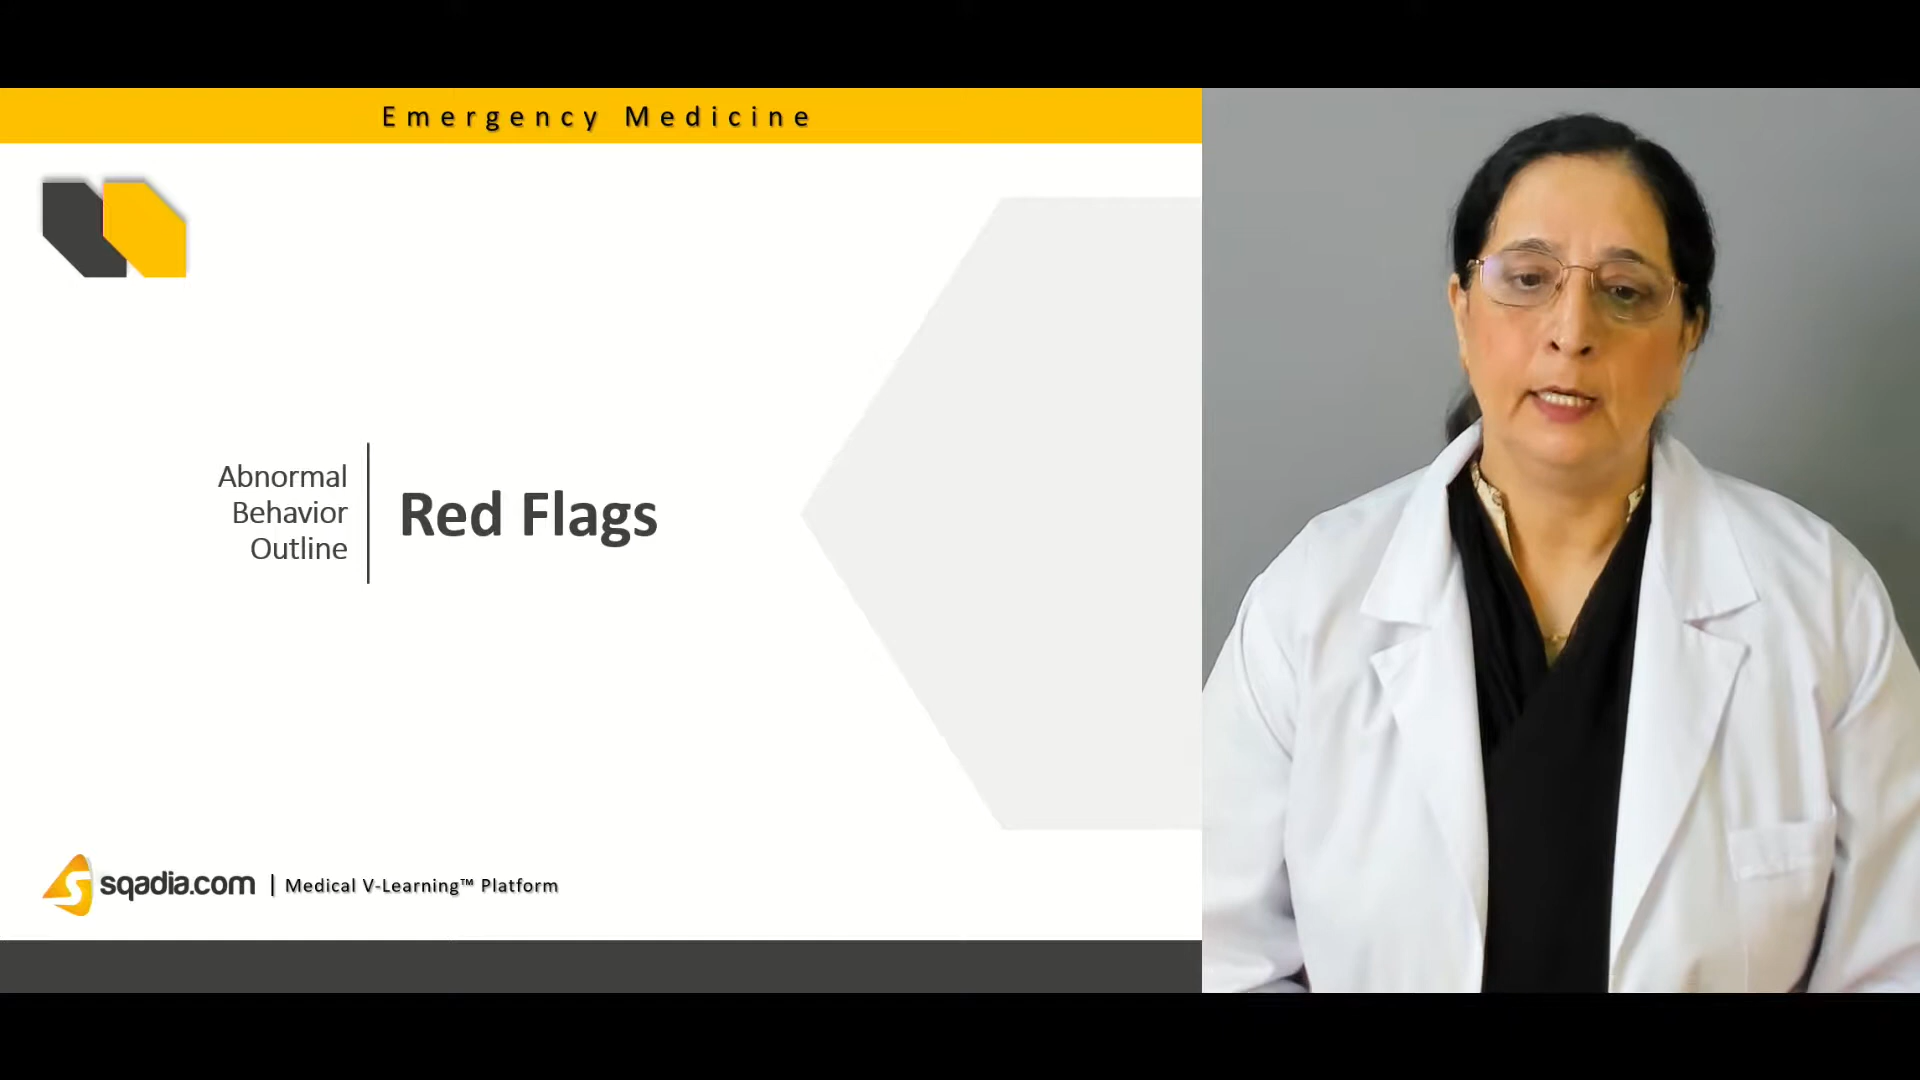 Emergency Medicine
Abnormal
Behavior
Outline
Red Flags
sqadia.com | Medical V-Learning™ Platform